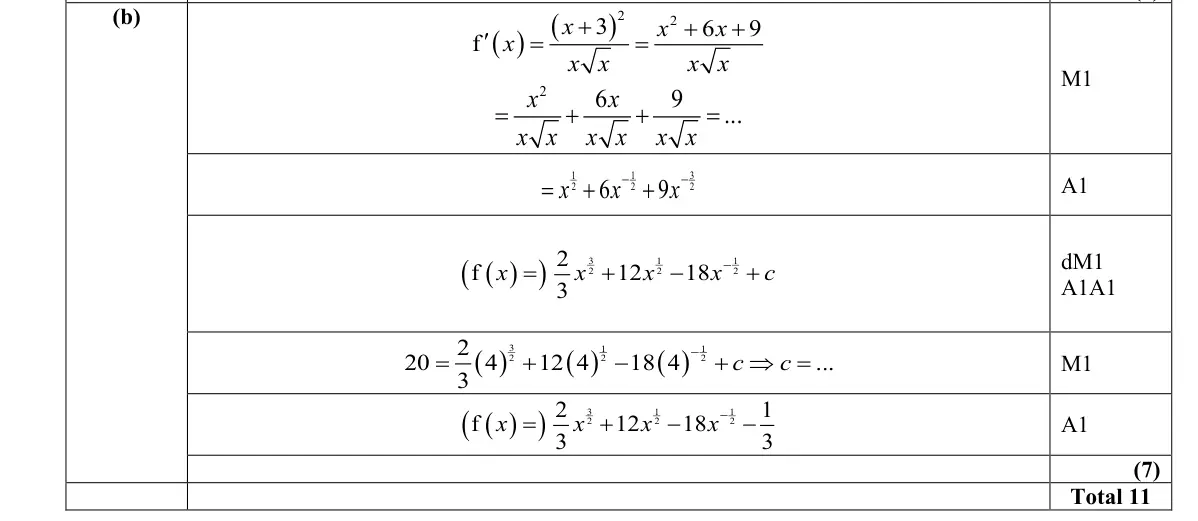 (b)
f′(x) = (x + 3)² / x√x = (x² + 6x + 9) / x√x
M1
= x² / x√x + 6x / x√x + 9 / x√x = ...
= x^(1/2) + 6x^(−1/2) + 9x^(−3/2)
A1
(f(x) =) 2/3 x^(3/2) + 12x^(1/2) − 18x^(−1/2) + c
dM1
A1A1
20 = 2/3 (4)^(3/2) + 12(4)^(1/2) − 18(4)^(−1/2) + c ⇒ c = ...
M1
(f(x) =) 2/3 x^(3/2) + 12x^(1/2) − 18x^(−1/2) − 1/3
A1
(7)
Total 11